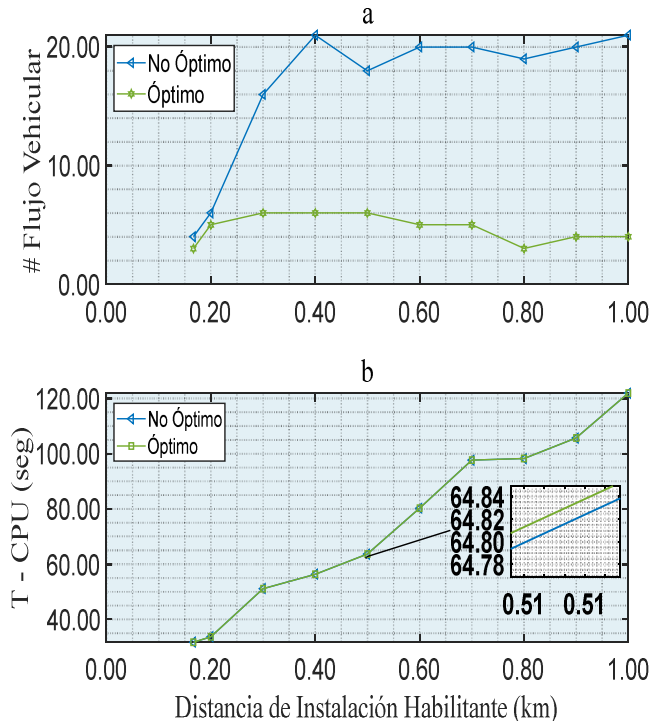 a
20.00
10.00
0.00
# Flujo Vehicular
No Óptimo
Óptimo
0.00 0.20 0.40 0.60 0.80 1.00
b
120.00
100.00
80.00
60.00
40.00
T - CPU (seg)
No Óptimo
Óptimo
64.84
64.82
64.80
64.78
0.51 0.51
0.00 0.20 0.40 0.60 0.80 1.00
Distancia de Instalación Habilitante (km)